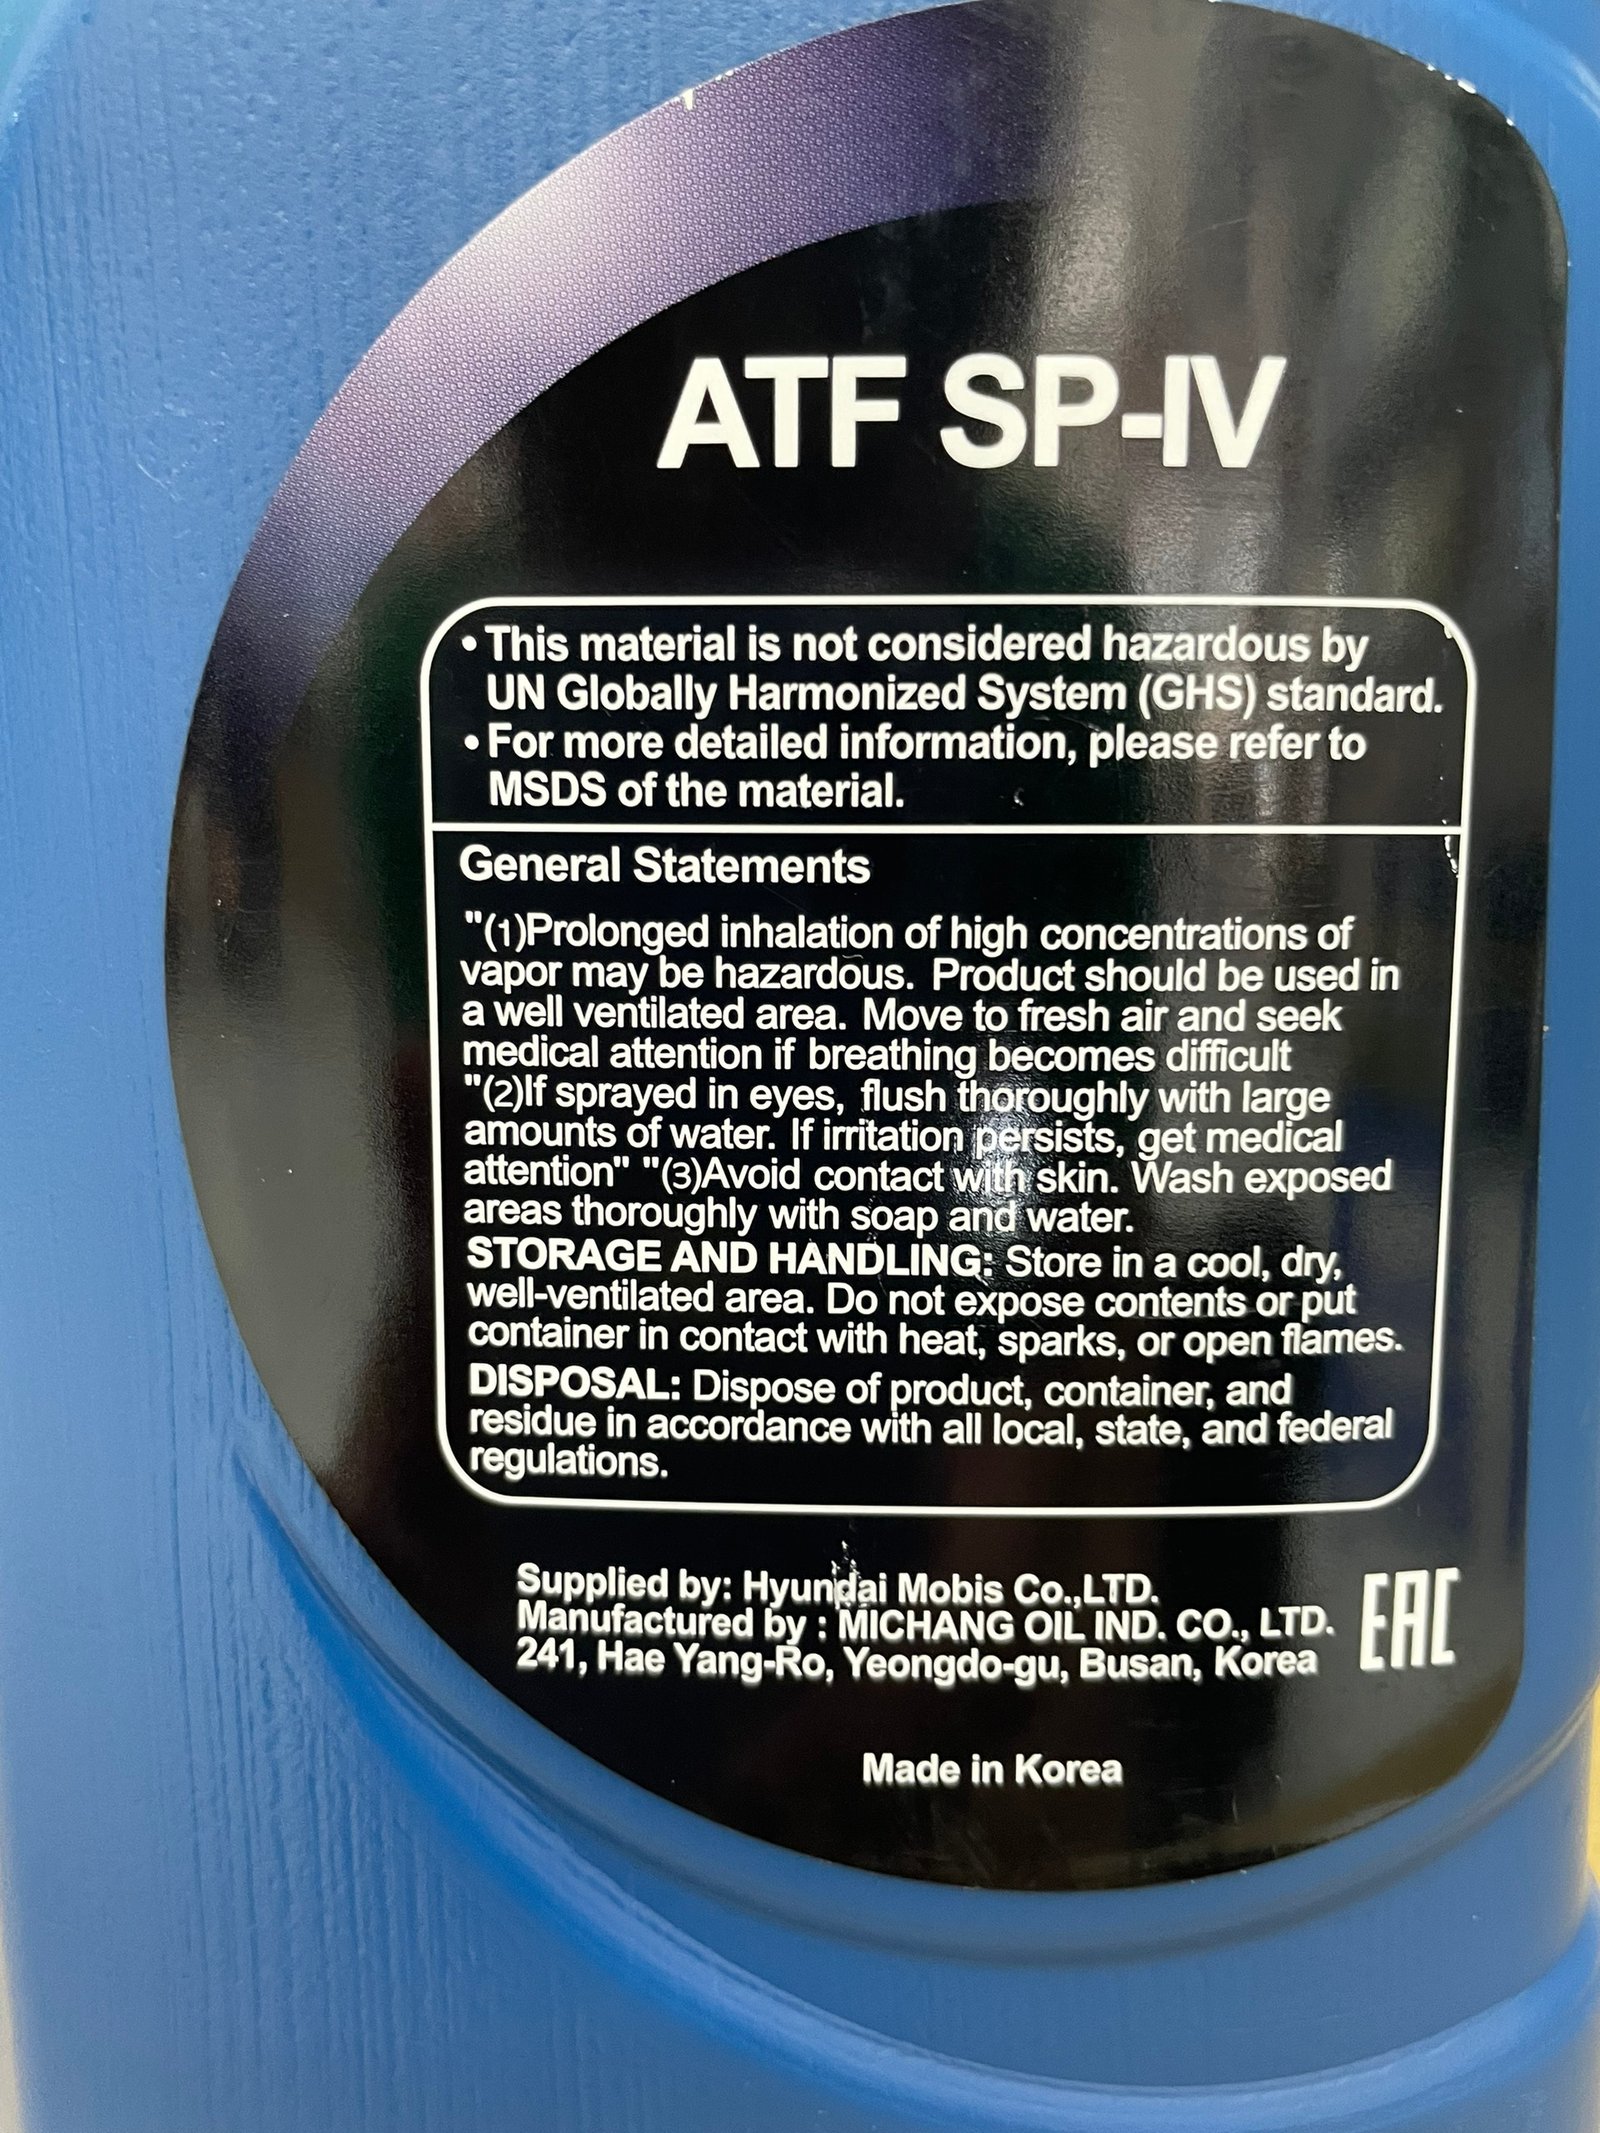 ATF SP-IV
• This material is not considered hazardous by
UN Globally Harmonized System (GHS) standard.
• For more detailed information, please refer to
MSDS of the material.
General Statements
"(1)Prolonged inhalation of high concentrations of
vapor may be hazardous. Product should be used in
a well ventilated area. Move to fresh air and seek
medical attention if breathing becomes difficult
"(2)If sprayed in eyes, flush thoroughly with large
amounts of water. If irritation persists, get medical
attention" "(3)Avoid contact with skin. Wash exposed
areas thoroughly with soap and water.
STORAGE AND HANDLING: Store in a cool, dry,
well-ventilated area. Do not expose contents or put
container in contact with heat, sparks, or open flames.
DISPOSAL: Dispose of product, container, and
residue in accordance with all local, state, and federal
regulations.
Supplied by: Hyundai Mobis Co.,LTD.
Manufactured by : MICHANG OIL IND. CO., LTD.
241, Hae Yang-Ro, Yeongdo-gu, Busan, Korea
EAC
Made in Korea